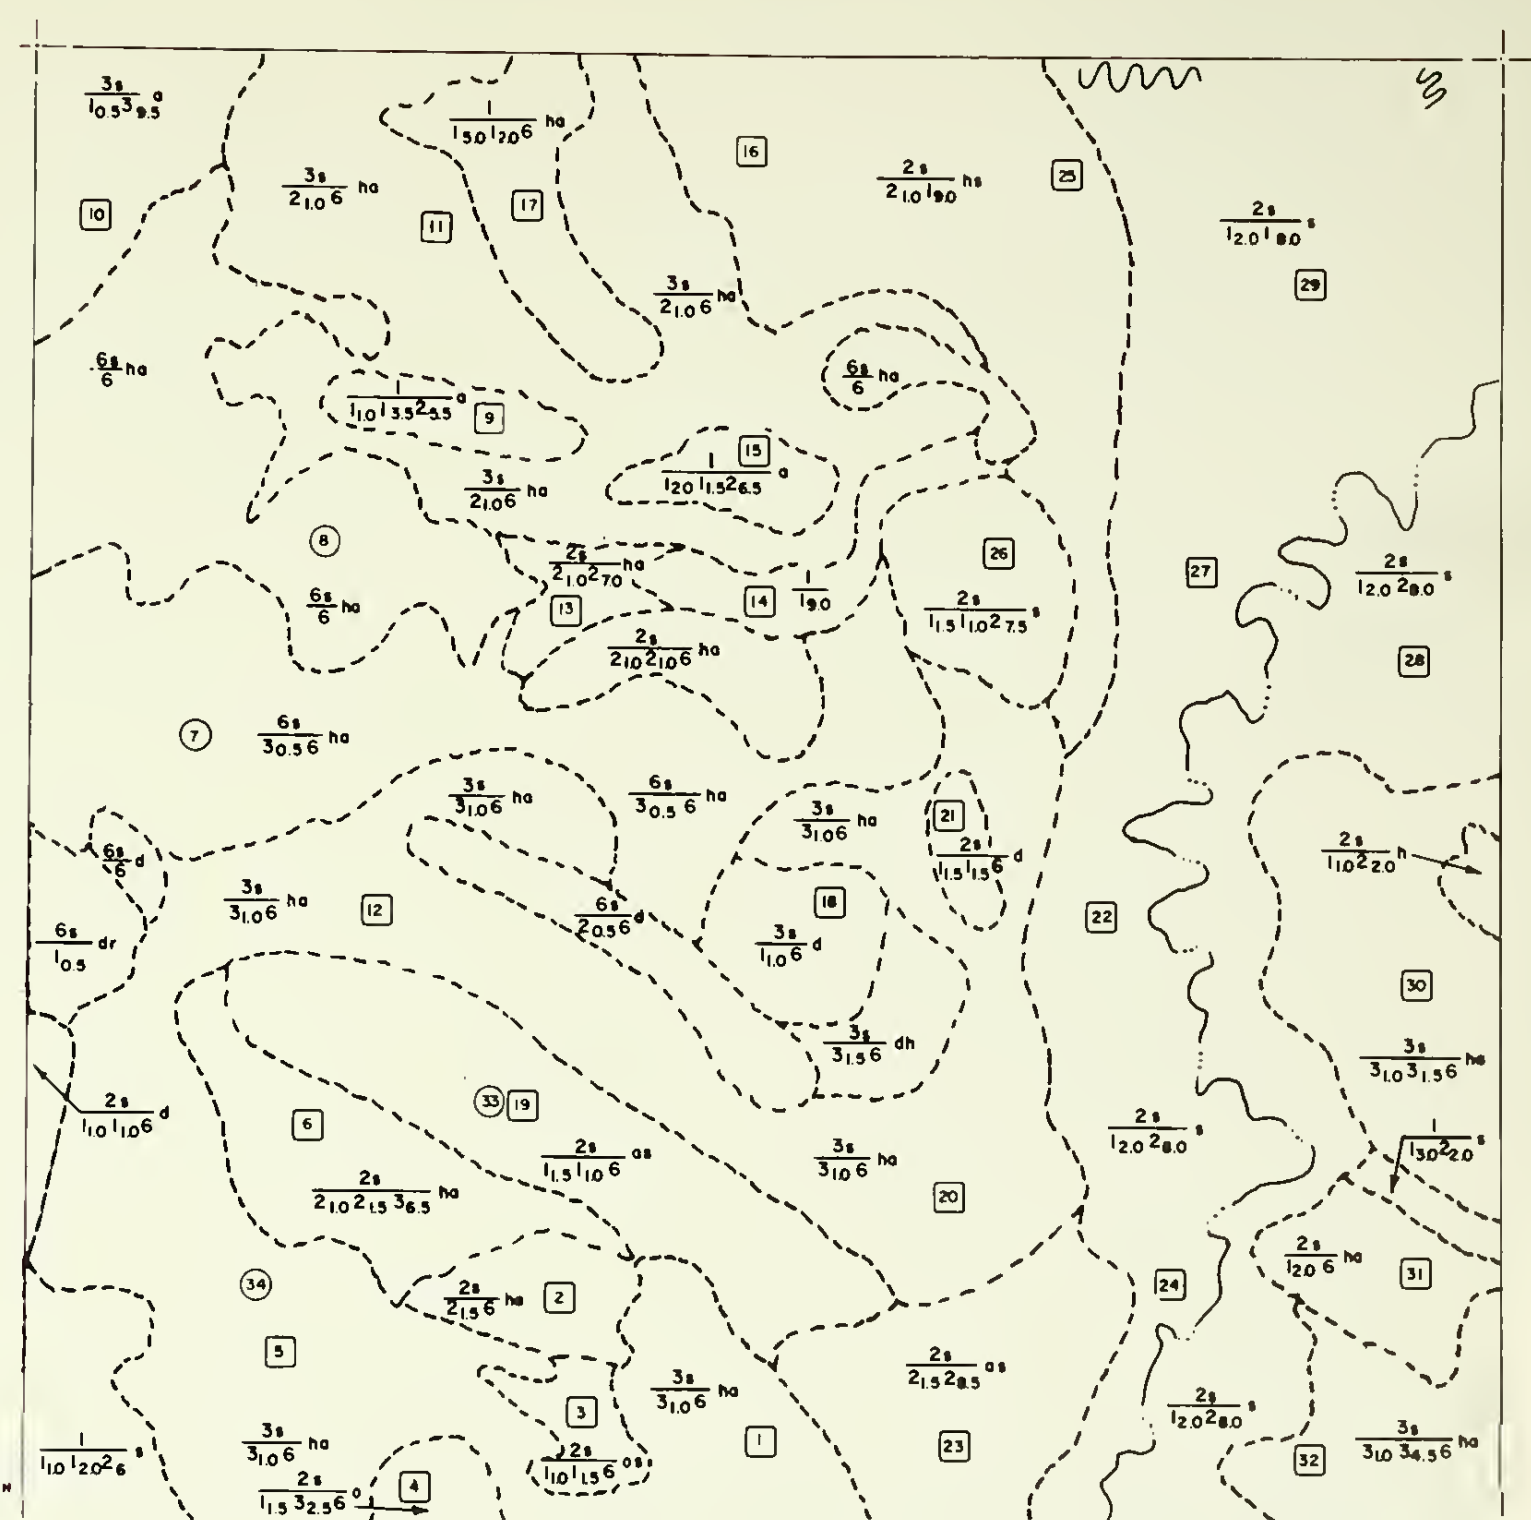 3s
1 0.5 3 9.5 a
1
1 5.0 1 2.0 6 ha
16
25
2s
2 1.0 1 9.0 hs
3s
2 1.0 6 ha
10
11
17
2s
1 2.0 1 8.0 s
29
3s
2 1.0 6 ha
6s
6 ha
6s
6 ha
1
1 1.0 1 3.5 2 5.5 a
9
15
1
1 2.0 1 1.5 2 6.5 a
3s
2 1.0 6 ha
8
2s
2 1.0 2 7.0 ha
26
27
2s
1 2.0 2 8.0 s
6s
6 ha
13
14
1
1 9.0
2s
1 1.5 1 1.0 2 7.5 s
2s
2 1.0 2 1.0 6 ha
28
7
6s
3 0.5 6 ha
3s
3 1.0 6 ha
6s
3 0.5 6 ha
3s
3 1.0 6 ha
21
2s
1 1.5 1 1.5 6 d
2s
1 1.0 2 2.0 h
6s
6 d
3s
3 1.0 6 ha
12
6s
2 0.5 6 d
18
22
6s
1 0.5 dr
3s
1 1.0 6 d
30
3s
3 1.5 6 dh
3s
3 1.0 3 1.5 6 ha
2s
1 1.0 1 1.0 6 d
6
33
19
2s
1 2.0 2 8.0 s
1
1 3.0 2 2.0 s
2s
1 1.5 1 1.0 6 as
3s
3 1.0 6 ha
2s
2 1.0 2 1.5 3 6.5 ha
20
34
2s
2 1.5 6 ha
2
24
2s
1 2.0 6 ha
31
5
3s
3 1.0 6 ha
2s
2 1.5 2 8.5 as
3
2s
1 2.0 2 8.0 s
1
1 1.0 1 2.0 2 6 s
3s
3 1.0 6 ha
2s
1 1.0 1 1.5 6 as
1
23
32
3s
3 1.0 3 4.5 6 ha
2s
1 1.5 3 2.5 6 a
4